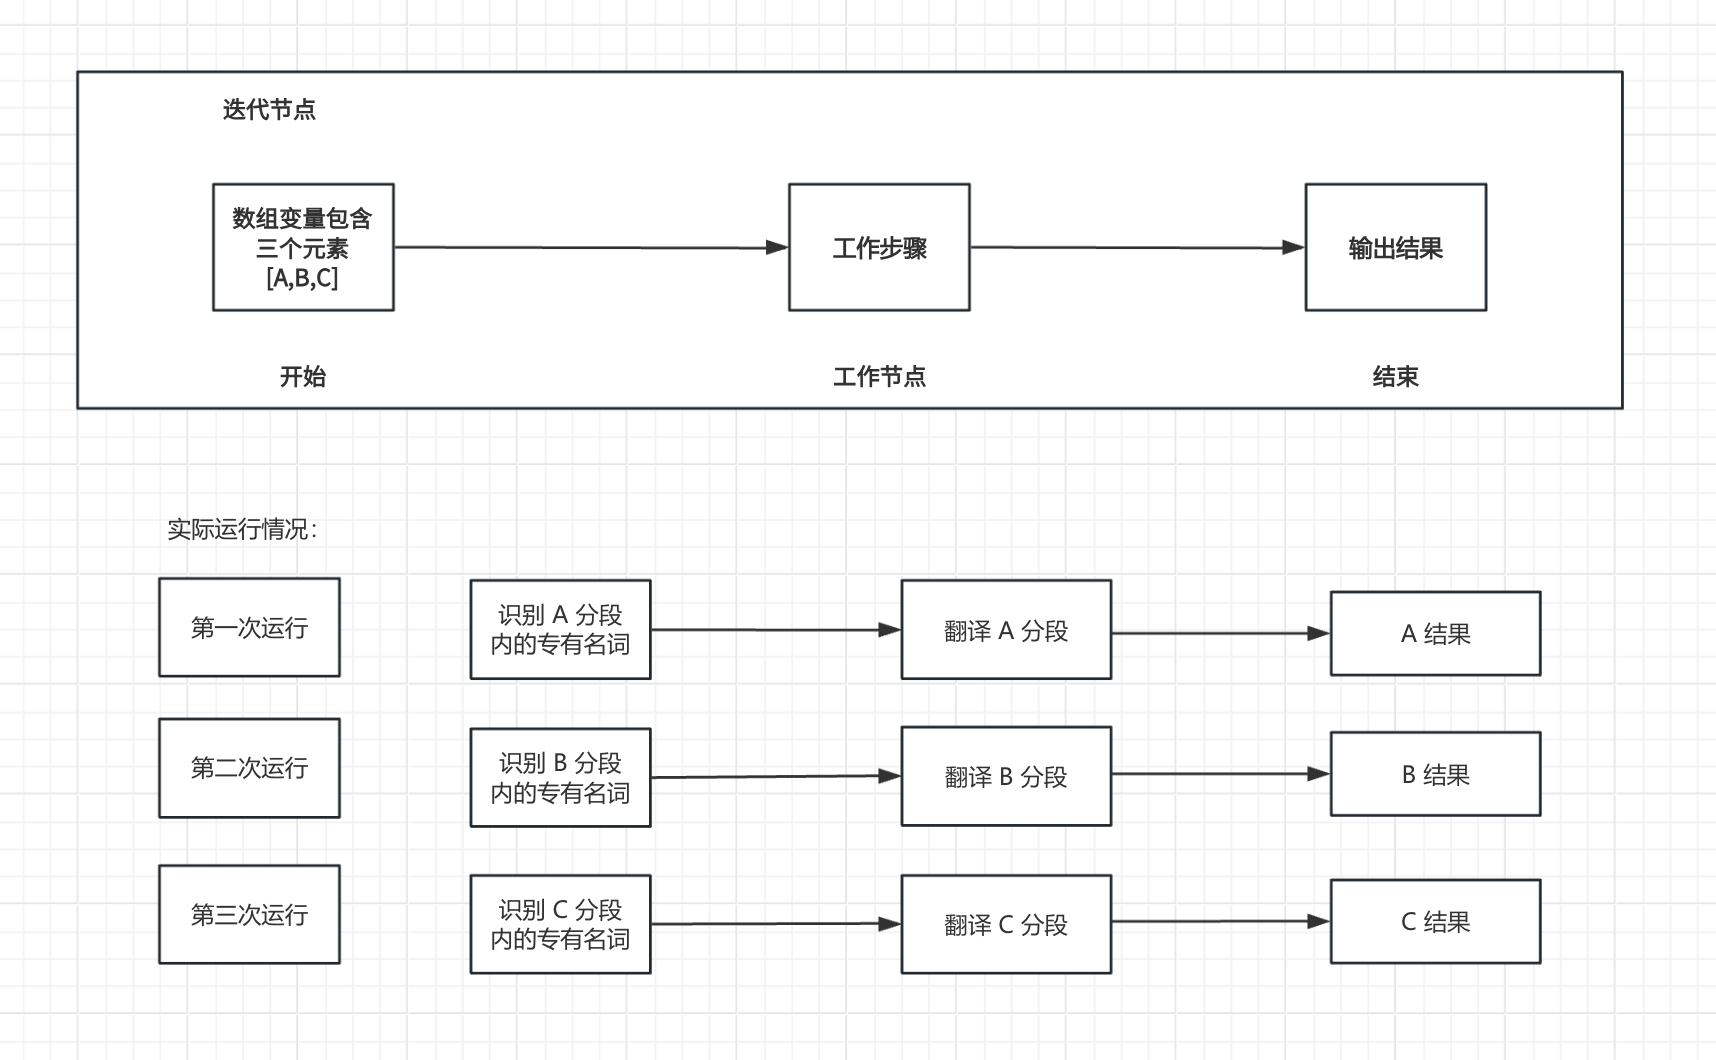 迭代节点
数组变量包含
三个元素
[A,B,C]
工作步骤
输出结果
开始
工作节点
结束
实际运行情况：
第一次运行
识别 A 分段
内的专有名词
翻译 A 分段
A 结果
第二次运行
识别 B 分段
内的专有名词
翻译 B 分段
B 结果
第三次运行
识别 C 分段
内的专有名词
翻译 C 分段
C 结果